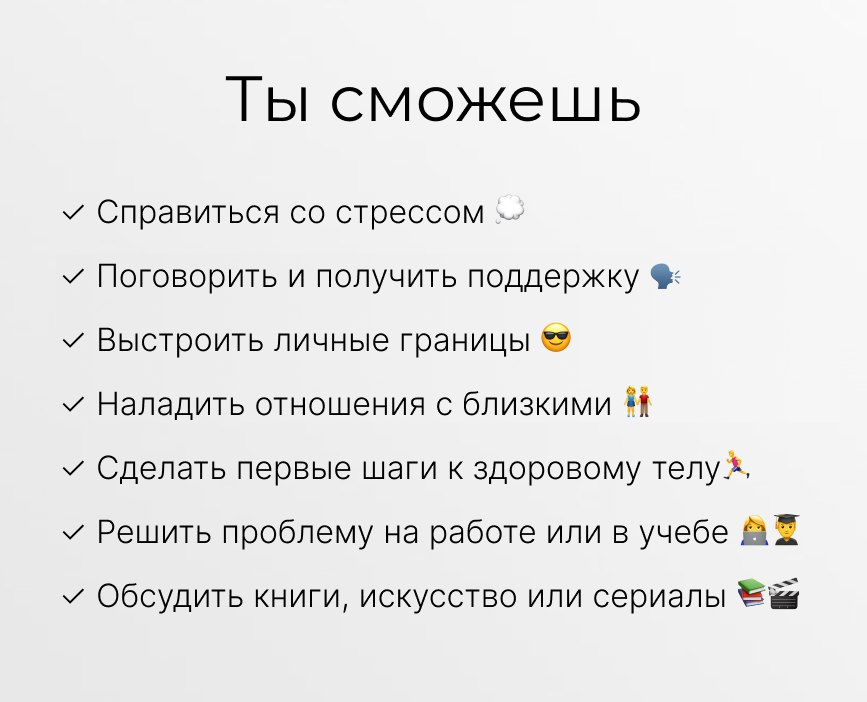 Ты сможешь
✓ Справиться со стрессом 💭
✓ Поговорить и получить поддержку 🗣️
✓ Выстроить личные границы 😎
✓ Наладить отношения с близкими 👫
✓ Сделать первые шаги к здоровому телу🏃‍♀️
✓ Решить проблему на работе или в учебе 👩‍💻👨‍🎓
✓ Обсудить книги, искусство или сериалы 📚🎬